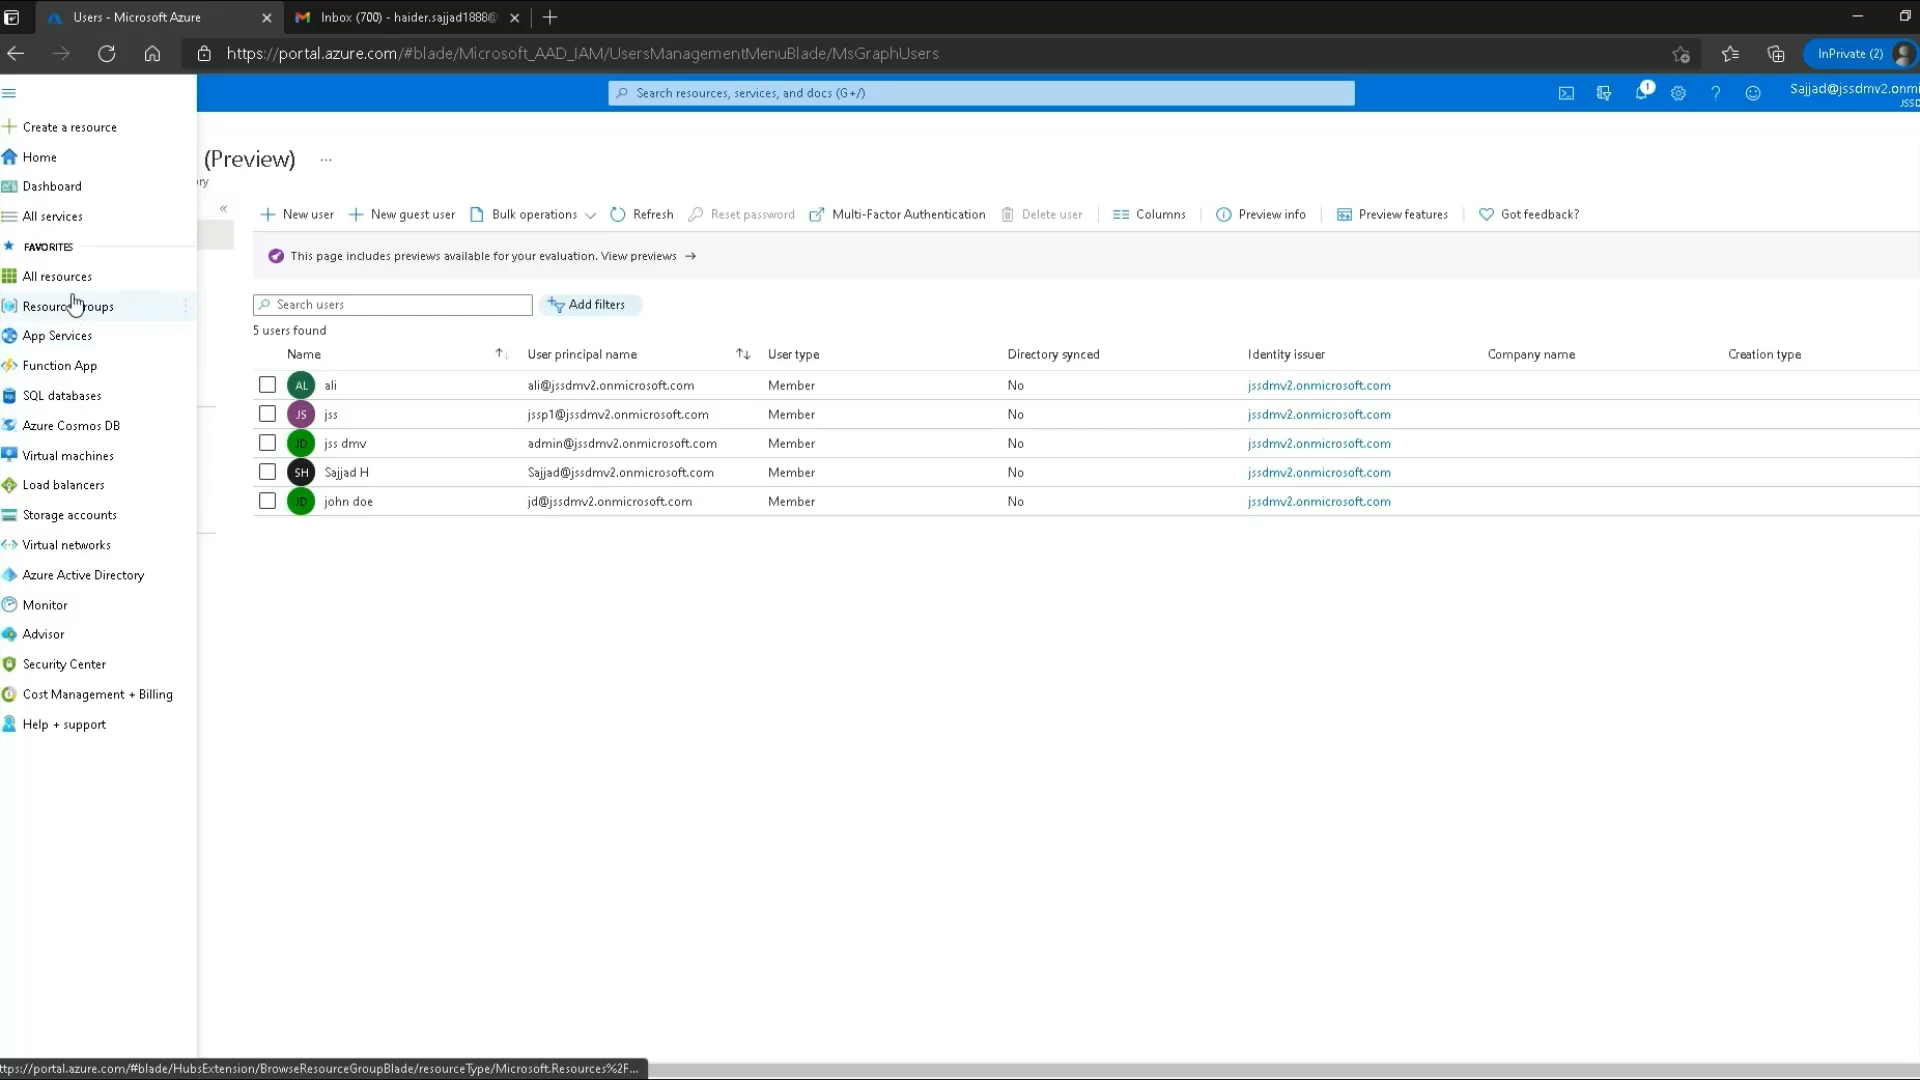 Users - Microsoft Azure
Inbox (700) - haider.sajjad1888@
https://portal.azure.com/#blade/Microsoft_AAD_IAM/UsersManagementMenuBlade/MsGraphUsers
InPrivate (2)
Search resources, services, and docs (G+/)
1
Sajjad@jssdmv2.onmi
JSSD
Create a resource
Home
Dashboard
All services
FAVORITES
All resources
Resource groups
App Services
Function App
SQL databases
Azure Cosmos DB
Virtual machines
Load balancers
Storage accounts
Virtual networks
Azure Active Directory
Monitor
Advisor
Security Center
Cost Management + Billing
Help + support
(Preview) ...
ry
«
New user New guest user Bulk operations Refresh Reset password Multi-Factor Authentication Delete user Columns Preview info Preview features Got feedback?
This page includes previews available for your evaluation. View previews →
Search users Add filters
5 users found
Name User principal name User type Directory synced Identity issuer Company name Creation type
AL ali ali@jssdmv2.onmicrosoft.com Member No jssdmv2.onmicrosoft.com
JS jss jssp1@jssdmv2.onmicrosoft.com Member No jssdmv2.onmicrosoft.com
JD jss dmv admin@jssdmv2.onmicrosoft.com Member No jssdmv2.onmicrosoft.com
SH Sajjad H Sajjad@jssdmv2.onmicrosoft.com Member No jssdmv2.onmicrosoft.com
JD john doe jd@jssdmv2.onmicrosoft.com Member No jssdmv2.onmicrosoft.com
ttps://portal.azure.com/#blade/HubsExtension/BrowseResourceGroupBlade/resourceType/Microsoft.Resources%2F...